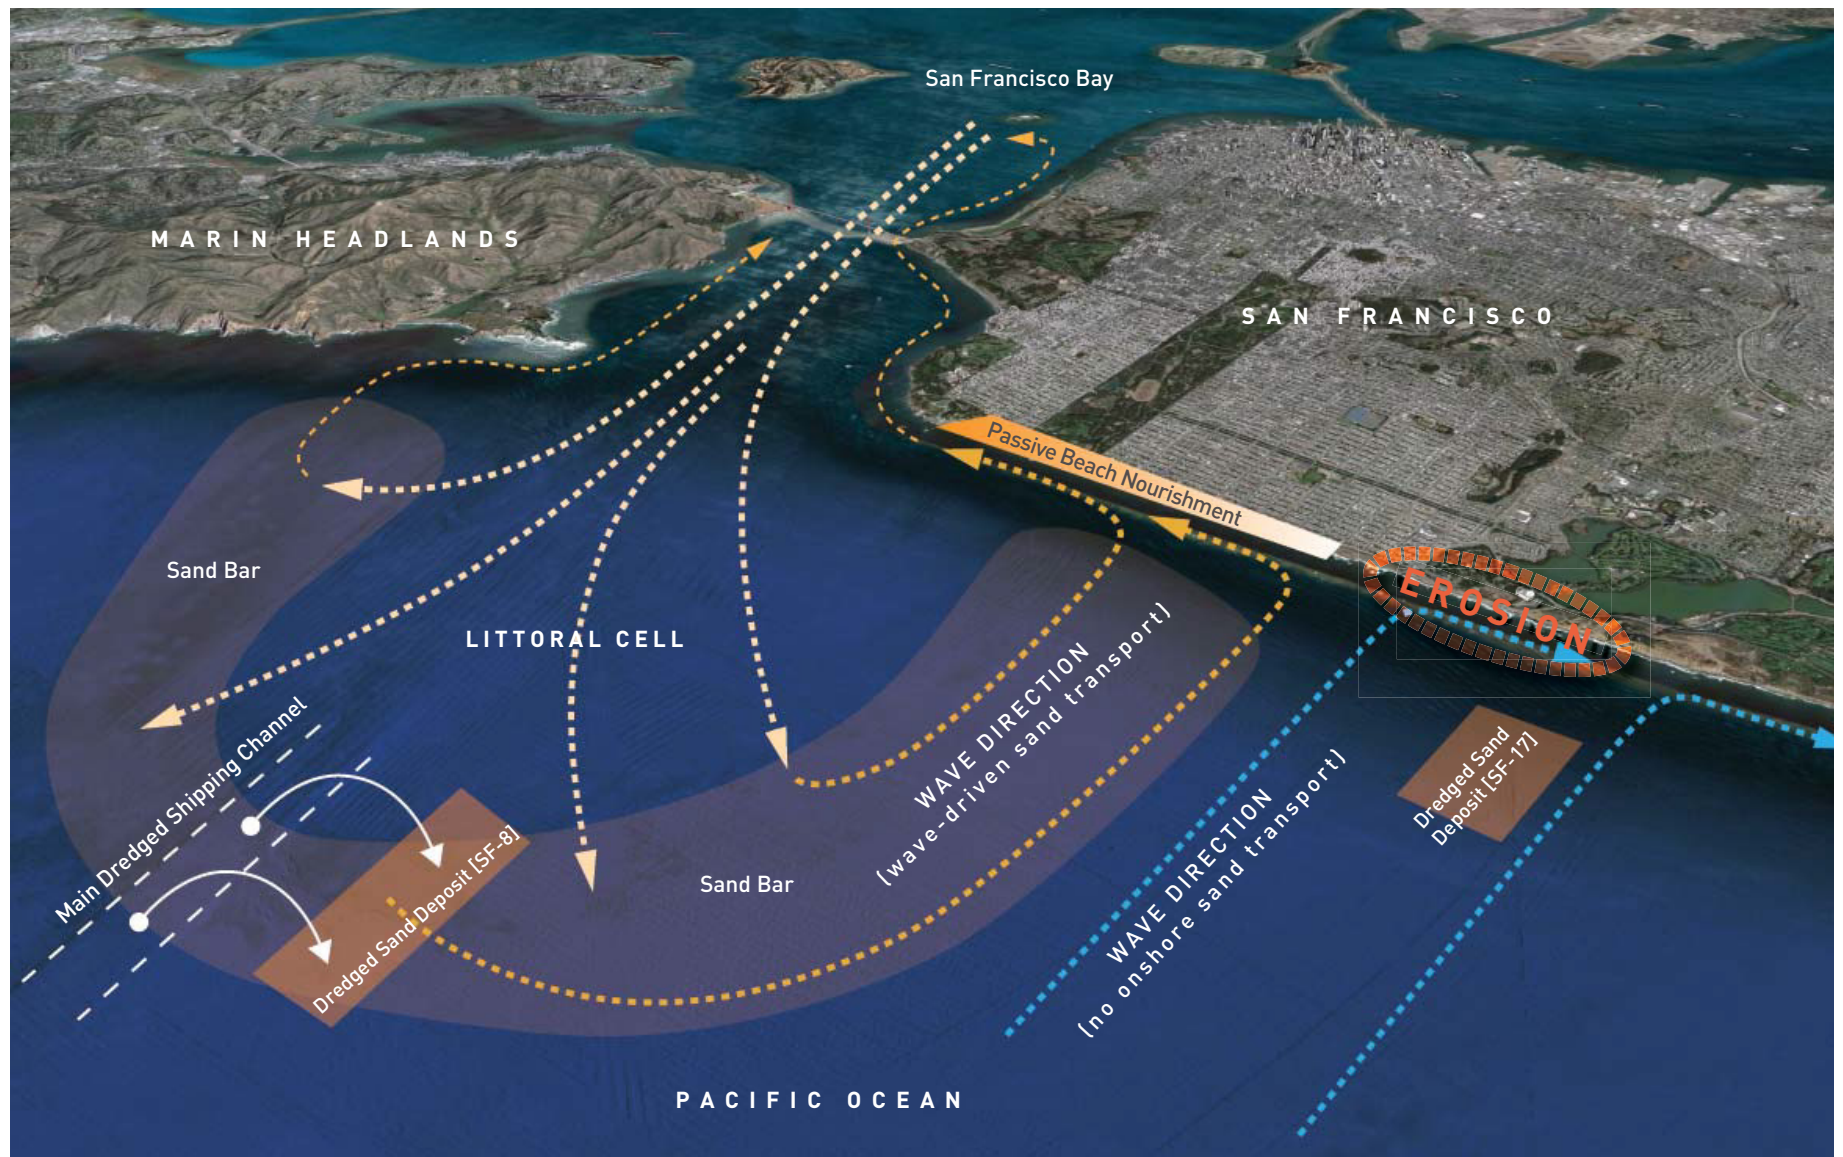 San Francisco Bay
MARIN HEADLANDS
SAN FRANCISCO
Passive Beach Nourishment
Sand Bar
EROSION
LITTORAL CELL
WAVE DIRECTION
(wave-driven sand transport)
Main Dredged Shipping Channel
Dredged Sand
Deposit [SF-17]
WAVE DIRECTION
(no onshore sand transport)
Dredged Sand Deposit [SF-8]
Sand Bar
PACIFIC OCEAN